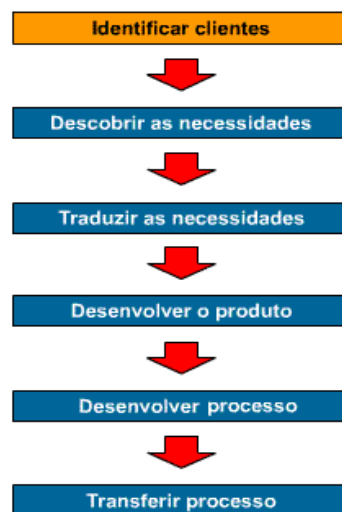 Identificar clientes
Descobrir as necessidades
Traduzir as necessidades
Desenvolver o produto
Desenvolver processo
Transferir processo